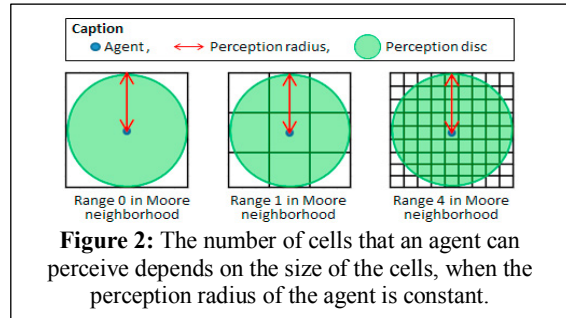 Caption
Agent, Perception radius, Perception disc
Range 0 in Moore neighborhood
Range 1 in Moore neighborhood
Range 4 in Moore neighborhood
Figure 2: The number of cells that an agent can
perceive depends on the size of the cells, when the
perception radius of the agent is constant.